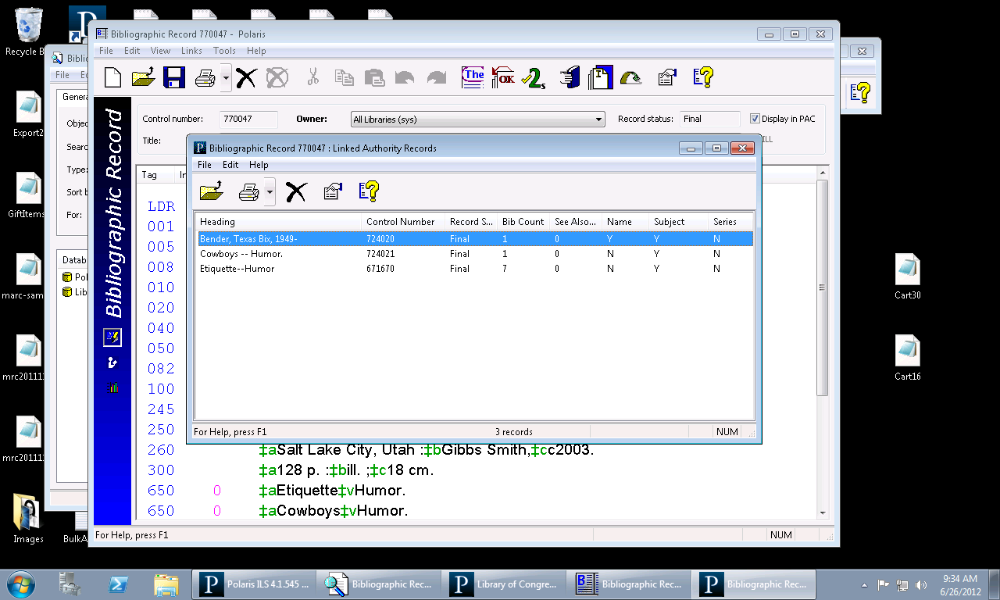 Recycle B
Export2
GiftItems
marc-sam
mrc20111
mrc20111
Images
BulkA
Cart30
Cart16
Bibli
File
Ed
Genera
Objec
Searc
Type:
Sort b
For:
Datab
Pol
Lib
Bibliographic Record 770047 - Polaris
File Edit View Links Tools Help
Bibliographic Record
Control number: 770047 Owner: All Libraries (sys) Record status: Final Display in PAC
Title: ILL
Tag In
LDR
001
005
008
010
020
040
050
082
100
245
250
260 ‡aSalt Lake City, Utah :‡bGibbs Smith,‡cc2003.
300 ‡a128 p. :‡bill. ;‡c18 cm.
650 0 ‡aEtiquette‡vHumor.
650 0 ‡aCowboys‡vHumor.
For Help, press F1 NUM
Bibliographic Record 770047 : Linked Authority Records
File Edit Help
Heading Control Number Record S... Bib Count See Also... Name Subject Series
Bender, Texas Bix, 1949- 724020 Final 1 0 Y Y N
Cowboys -- Humor. 724021 Final 1 0 N Y N
Etiquette--Humor 671670 Final 7 0 N Y N
For Help, press F1 3 records NUM
Polaris ILS 4.1.545 ... Bibliographic Rec... Library of Congre... Bibliographic Rec... Bibliographic Rec...
9:34 AM
6/26/2012